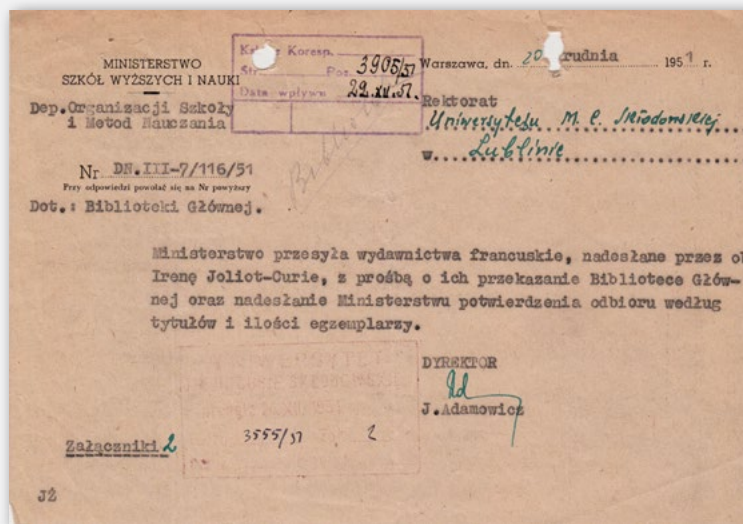 MINISTERSTWO
SZKÓŁ WYŻSZYCH I NAUKI
Dep.Organizacji Szkoły
i Metod Nauczania
Nr DN.III-7/116/51
Przy odpowiedzi powołać się na Nr powyższy
Dot.: Biblioteki Głównej.
Koresp.
Str. Poz. 3905/51
Data wpływu 22.XII.51.
Warszawa, dn. 20 grudnia 1951 r.
Rektorat
Uniwersytetu M. C. Skłodowskiej
w Lublinie
Ministerstwo przesyła wydawnictwa francuskie, nadesłane przez ob
Irenę Joliot-Curie, z prośbą o ich przekazanie Bibliotece Głów-
nej oraz nadesłanie Ministerstwu potwierdzenia odbioru według
tytułów i ilości egzemplarzy.
DYREKTOR
J.Adamowicz
3555/51 2
Załączniki 2
JŻ